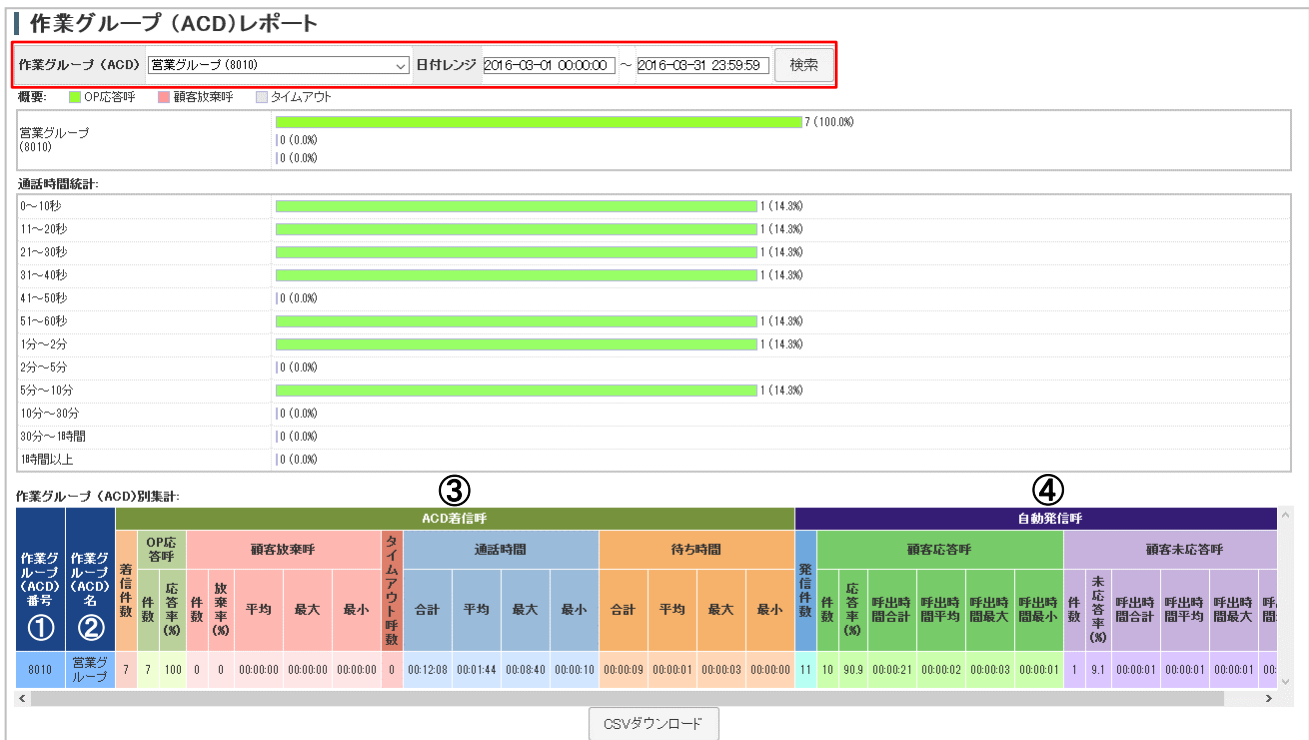 作業グループ（ACD）レポート
作業グループ（ACD） 営業グループ (8010) 日付レンジ 2016-03-01 00:00:00 ～ 2016-03-31 23:59:59 検索
概要: OP応答呼 顧客放棄呼 タイムアウト
営業グループ
(8010)
7 (100.0%)
0 (0.0%)
0 (0.0%)
通話時間統計:
0～10秒 1 (14.3%)
11～20秒 1 (14.3%)
21～30秒 1 (14.3%)
31～40秒 1 (14.3%)
41～50秒 0 (0.0%)
51～60秒 1 (14.3%)
1分～2分 1 (14.3%)
2分～5分 0 (0.0%)
5分～10分 1 (14.3%)
10分～30分 0 (0.0%)
30分～1時間 0 (0.0%)
1時間以上 0 (0.0%)
作業グループ（ACD）別集計: ③ ④
ACD着信呼 自動発信呼
作業グループ（ACD）番号 ① 作業グループ（ACD）名 ② 着信件数 OP応答呼 顧客放棄呼 タイムアウト呼数 通話時間 待ち時間 発信件数 顧客応答呼 顧客未応答呼
件数 応答率(%) 件数 放棄率(%) 平均 最大 最小 合計 平均 最大 最小 合計 平均 最大 最小 件数 応答率(%) 呼出時間合計 呼出時間平均 呼出時間最大 呼出時間最小 件数 未応答率(%) 呼出時間合計 呼出時間平均 呼出時間最大
8010 営業グループ 7 7 100 0 0 00:00:00 00:00:00 00:00:00 0 00:12:08 00:01:44 00:08:40 00:00:10 00:00:09 00:00:01 00:00:03 00:00:00 11 10 90.9 00:00:21 00:00:02 00:00:03 00:00:01 1 9.1 00:00:01 00:00:01 00:00:01 00:
CSVダウンロード